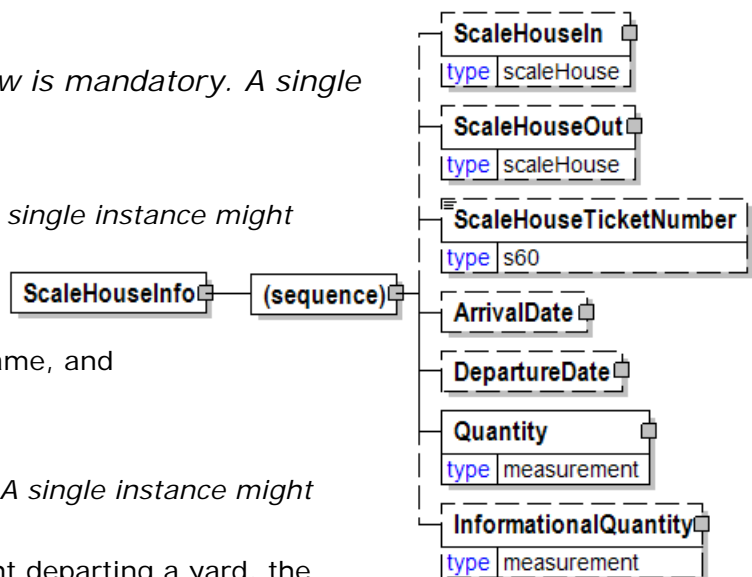 ScaleHouseIn
type scaleHouse
w is mandatory. A single
ScaleHouseOut
type scaleHouse
single instance might
ScaleHouseTicketNumber
type s60
ScaleHouseInfo
(sequence)
ArrivalDate
ame, and
DepartureDate
Quantity
type measurement
A single instance might
InformationalQuantity
type measurement
nt departing a yard, the